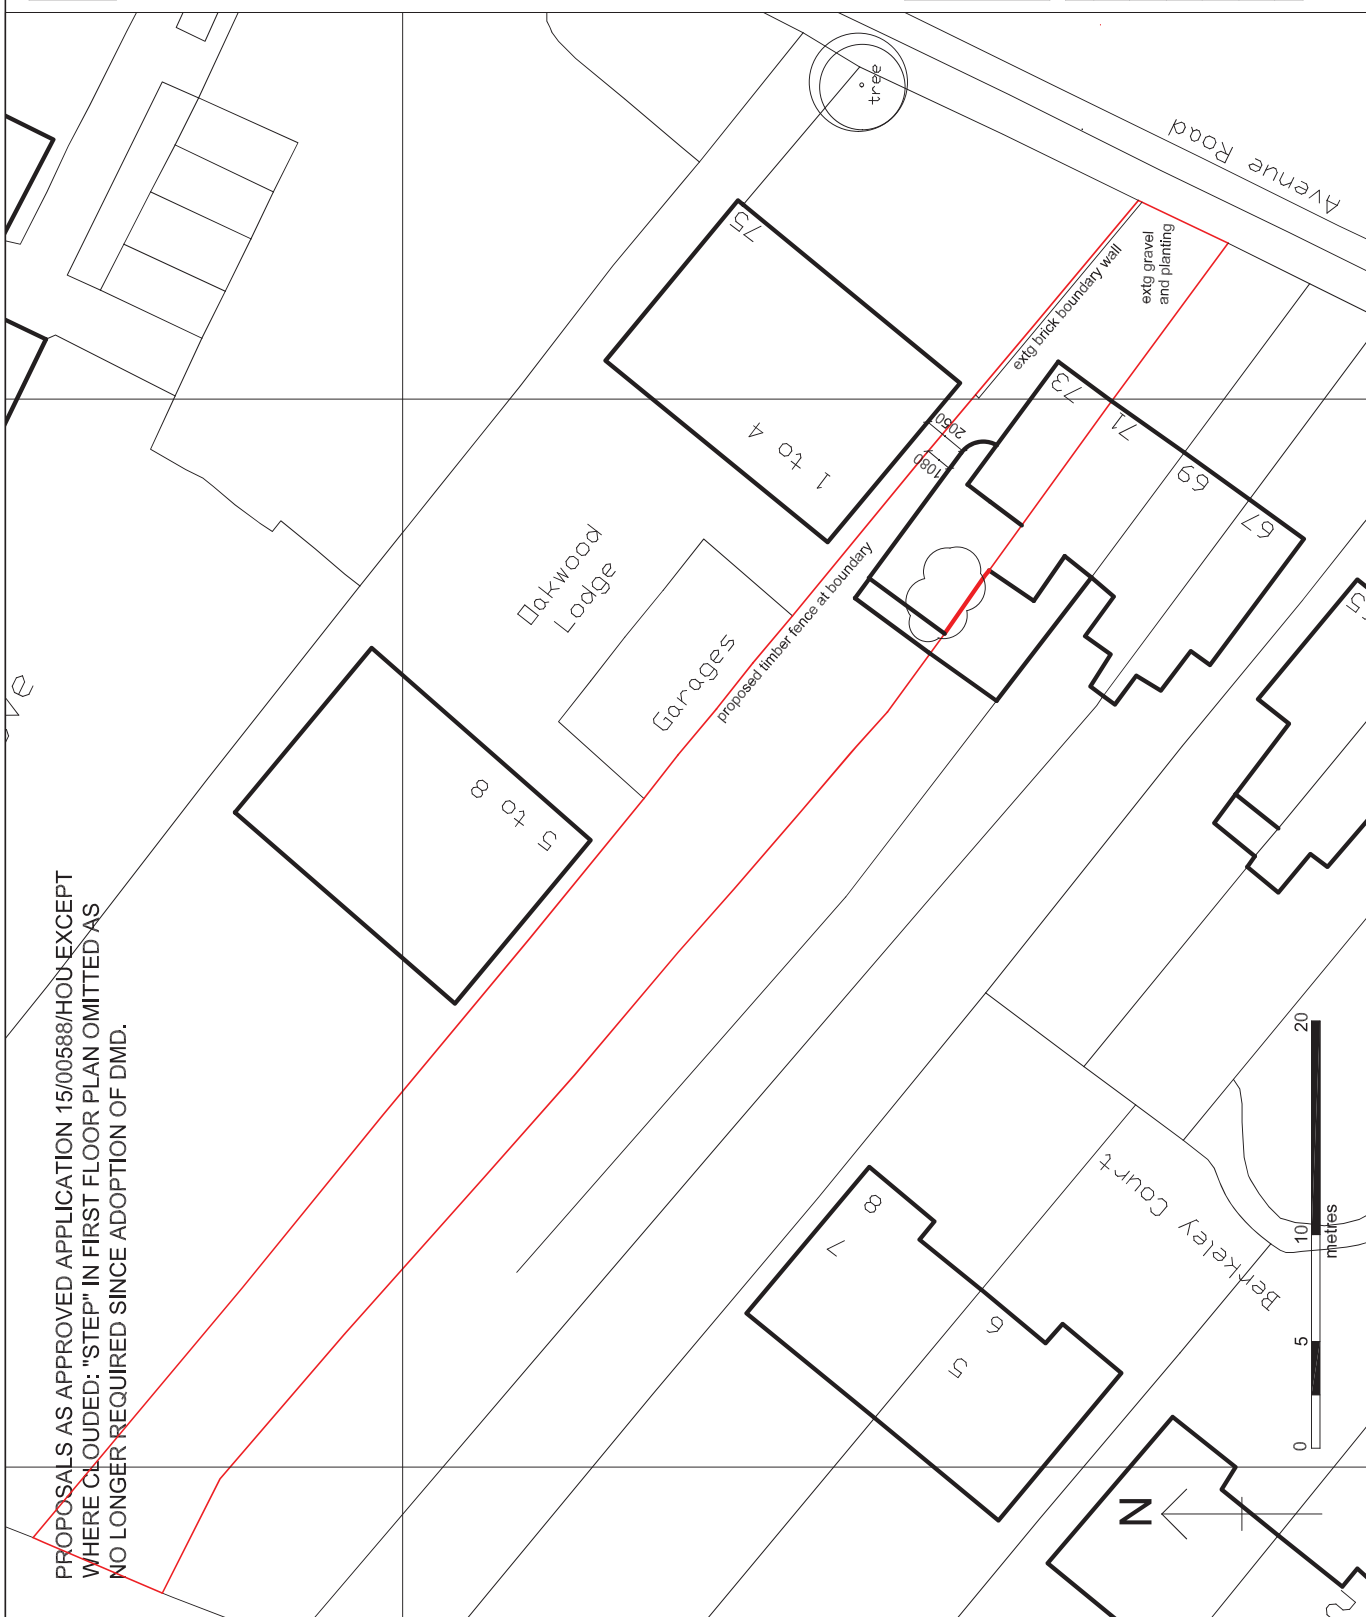 PROPOSALS AS APPROVED APPLICATION 15/00588/HOU EXCEPT
WHERE CLOUDED: "STEP" IN FIRST FLOOR PLAN OMITTED AS
NO LONGER REQUIRED SINCE ADOPTION OF DMD.
tree
Avenue Road
75
1 to 4
extg brick boundary wall
extg gravel
and planting
2050
1080
73
71
69
67
Oakwood
Lodge
Garages
proposed timber fence at boundary
5 to 8
8
7
6
5
Berkeley Court
0
5
10
20
metres
N